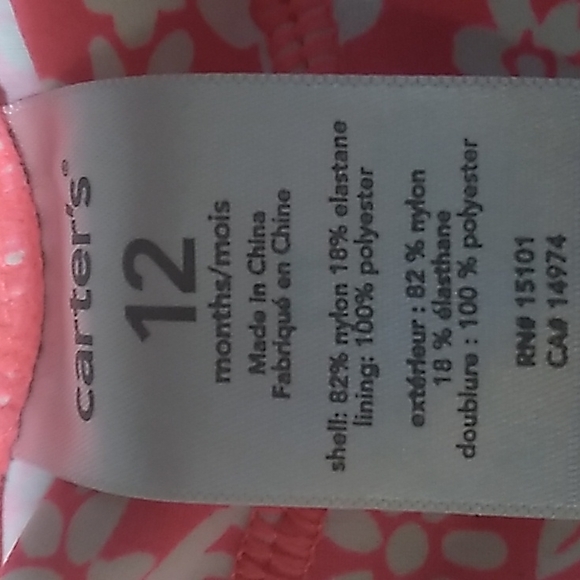 carter's®
12
months/mois
Made in China
Fabriqué en Chine
shell: 82% nylon 18% elastane
lining: 100% polyester
extérieur : 82 % nylon
18 % élasthane
doublure : 100 % polyester
RN# 15101
CA# 14974